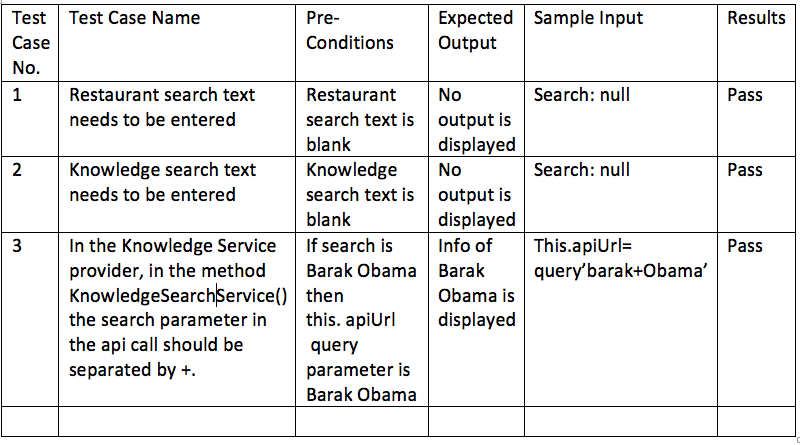 Test Case No.
Test Case Name
Pre-Conditions
Expected Output
Sample Input
Results
1
Restaurant search text
needs to be entered
Restaurant
search text is
blank
No
output is
displayed
Search: null
Pass
2
Knowledge search text
needs to be entered
Knowledge
search text is
blank
No
output is
displayed
Search: null
Pass
3
In the Knowledge Service
provider, in the method
KnowledgeSearchService()
the search parameter in
the api call should be
separated by +.
If search is
Barak Obama
then
this. apiUrl
query
parameter is
Barak Obama
Info of
Barak
Obama is
displayed
This.apiUrl=
query’barak+Obama’
Pass